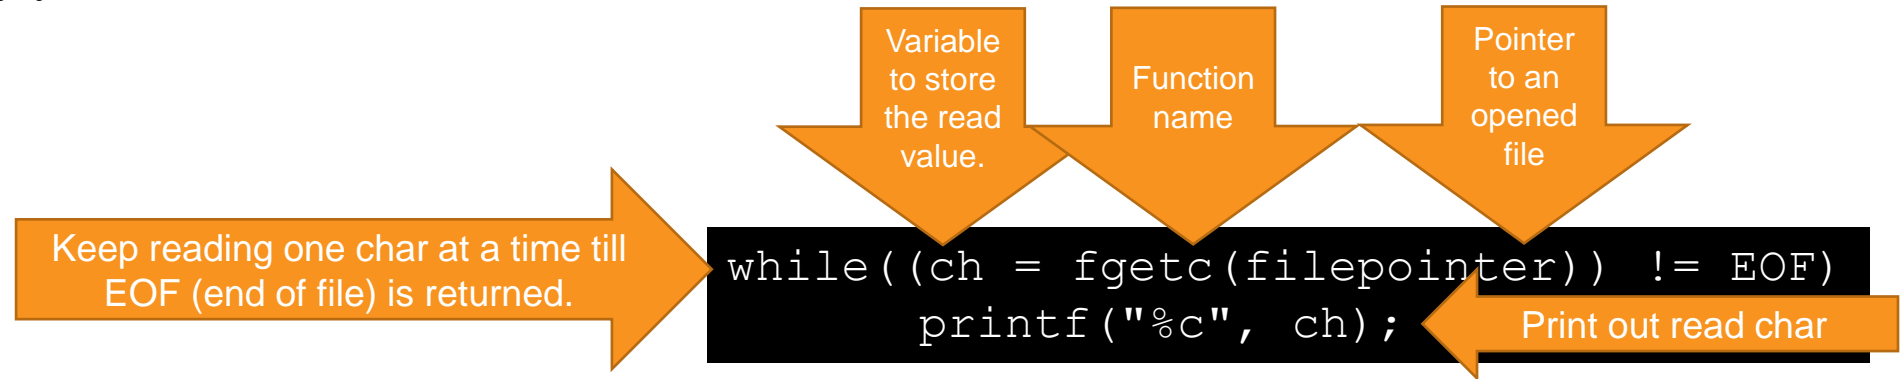 Variable
to store
the read
value.
Function
name
Pointer
to an
opened
file
Keep reading one char at a time till
EOF (end of file) is returned.
while((ch = fgetc(filepointer)) != EOF)
printf("%c", ch);
Print out read char